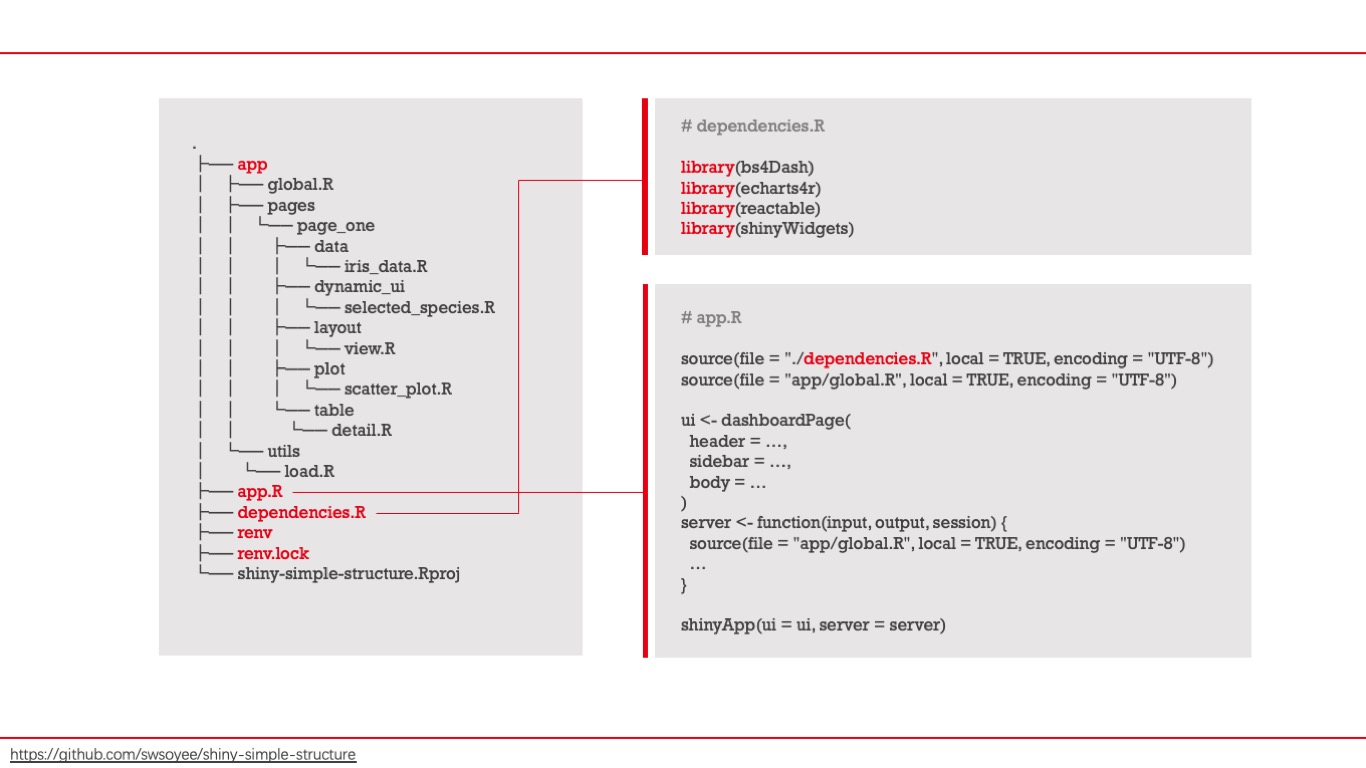 .
├── app
│   ├── global.R
│   ├── pages
│   │   └── page_one
│   │       ├── data
│   │       │   └── iris_data.R
│   │       ├── dynamic_ui
│   │       │   └── selected_species.R
│   │       ├── layout
│   │       │   └── view.R
│   │       ├── plot
│   │       │   └── scatter_plot.R
│   │       └── table
│   │           └── detail.R
│   └── utils
│       └── load.R
├── app.R
├── dependencies.R
├── renv
├── renv.lock
└── shiny-simple-structure.Rproj
# dependencies.R
library(bs4Dash)
library(echarts4r)
library(reactable)
library(shinyWidgets)
# app.R
source(file = "./dependencies.R", local = TRUE, encoding = "UTF-8")
source(file = "app/global.R", local = TRUE, encoding = "UTF-8")
ui <- dashboardPage(
  header = …,
  sidebar = …,
  body = …
)
server <- function(input, output, session) {
  source(file = "app/global.R", local = TRUE, encoding = "UTF-8")
  …
}
shinyApp(ui = ui, server = server)
https://github.com/swsoyee/shiny-simple-structure